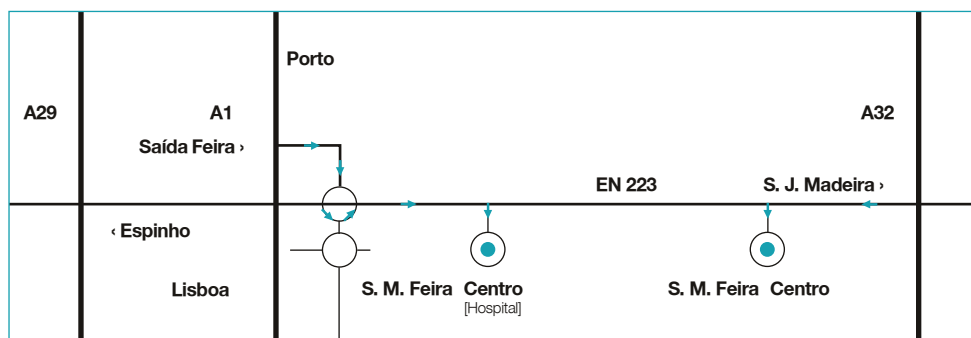 Porto
A29
A1
A32
Saída Feira ›
EN 223
S. J. Madeira ›
‹ Espinho
Lisboa
S. M. Feira Centro
[Hospital]
S. M. Feira Centro